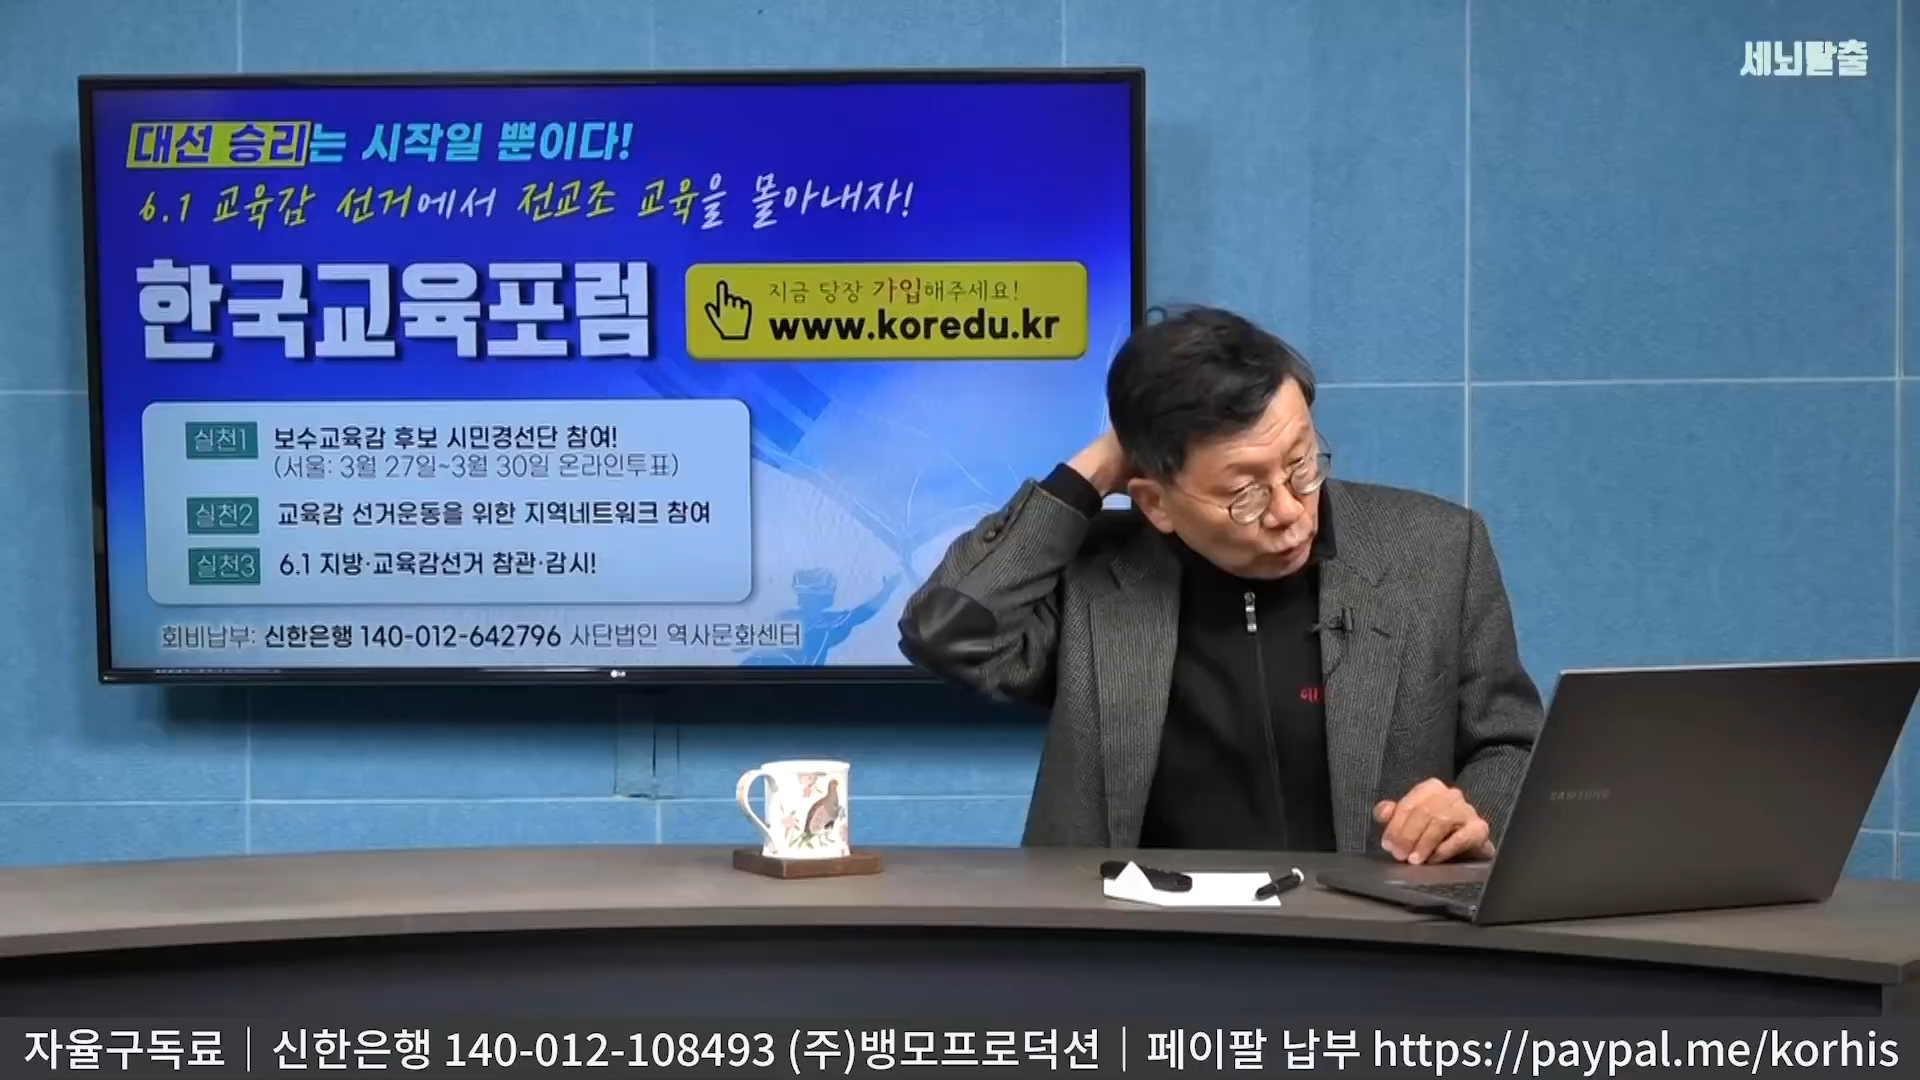 세뇌탈출
대선 승리는 시작일 뿐이다!
6.1 교육감 선거에서 전교조 교육을 몰아내자!
한국교육포럼
지금 당장 가입해주세요!
www.koredu.kr
실천1 보수교육감 후보 시민경선단 참여!
(서울: 3월 27일~3월 30일 온라인투표)
실천2 교육감 선거운동을 위한 지역네트워크 참여
실천3 6.1 지방·교육감선거 참관·감시!
회비납부: 신한은행 140-012-642796 사단법인 역사문화센터
LG
SAMSUNG
자율구독료｜신한은행 140-012-108493 (주)뱅모프로덕션｜페이팔 납부 https://paypal.me/korhis